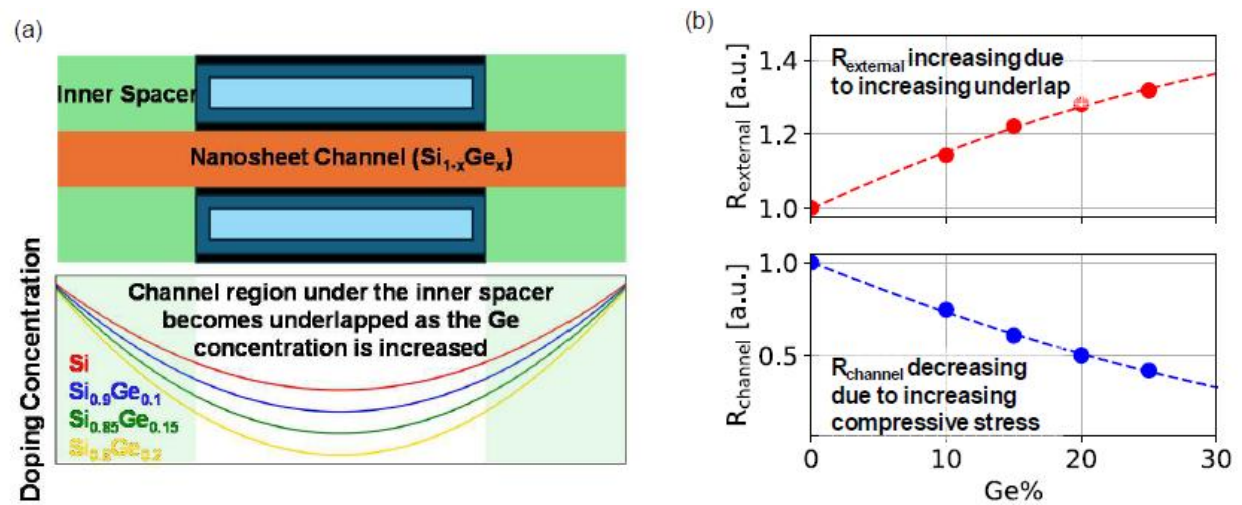 (a)
Inner Spacer
Nanosheet Channel (Si1-xGex)
Doping Concentration
Channel region under the inner spacer
becomes underlapped as the Ge
concentration is increased
Si
Si0.9Ge0.1
Si0.85Ge0.15
Si0.8Ge0.2
(b)
Rexternal [a.u.]
1.4
1.2
1.0
Rexternal increasing due
to increasing underlap
Rchannel [a.u.]
1.0
0.5
Rchannel decreasing
due to increasing
compressive stress
0
10
20
30
Ge%